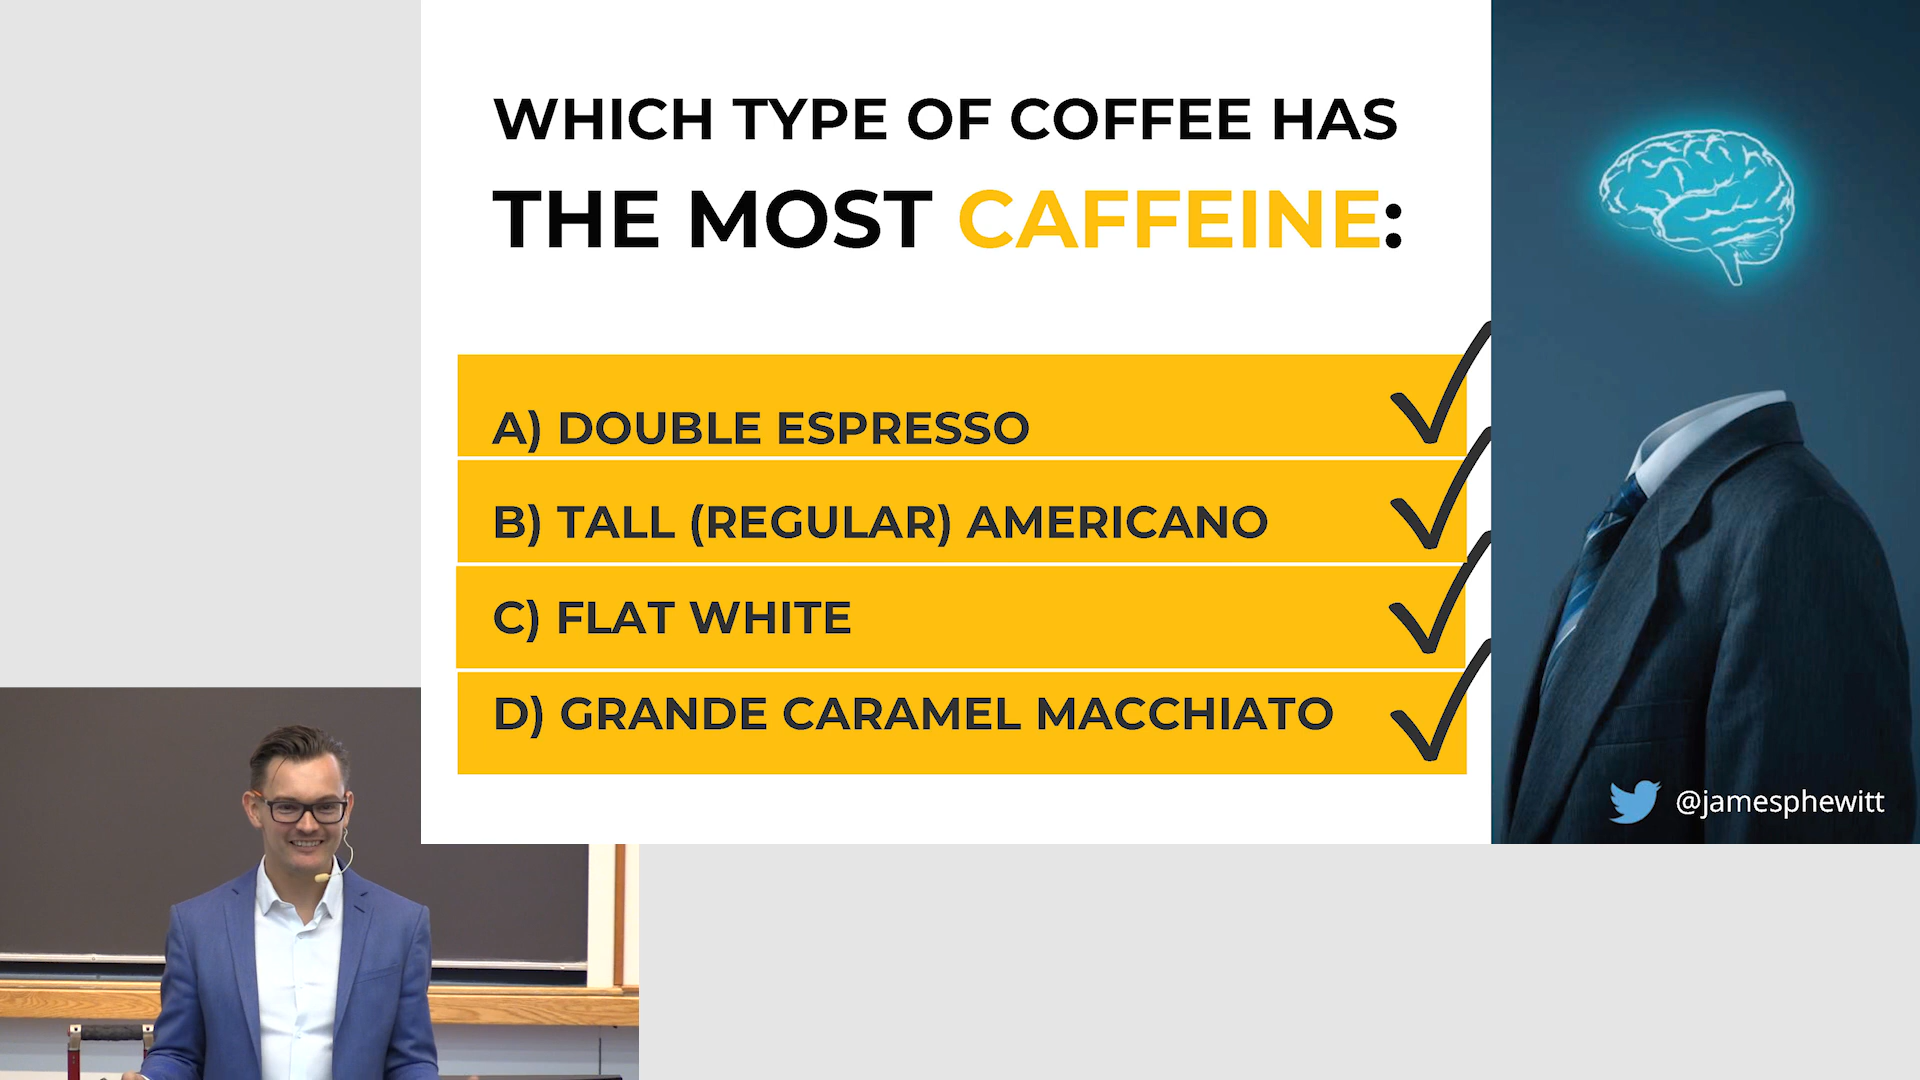 WHICH TYPE OF COFFEE HAS
THE MOST CAFFEINE:
A) DOUBLE ESPRESSO
B) TALL (REGULAR) AMERICANO
C) FLAT WHITE
D) GRANDE CARAMEL MACCHIATO
@jamesphewitt